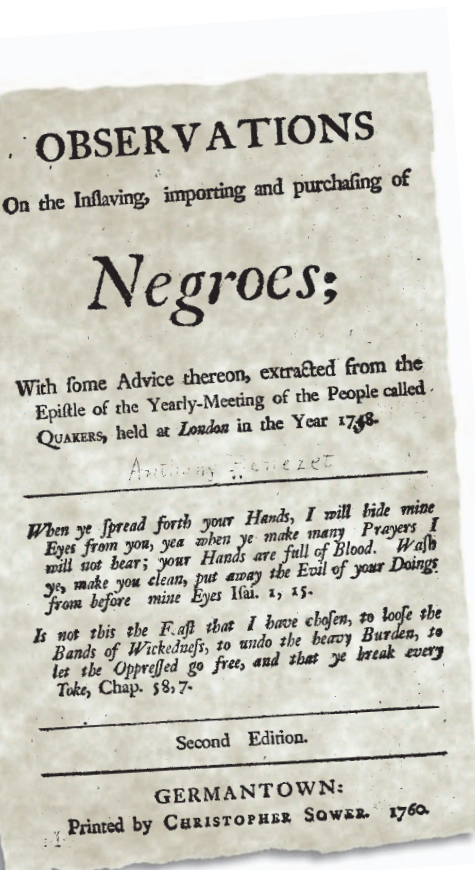 OBSERVATIONS
On the Inſlaving, importing and purchaſing of
Negroes;
With ſome Advice thereon, extracted from the
Epiſtle of the Yearly-Meeting of the People called
QUAKERS, held at London in the Year 1748.
Anthony Benezet
When ye ſpread forth your Hands, I will hide mine
Eyes from you, yea when ye make many Prayers I
will not hear; your Hands are full of Blood. Waſh
ye, make you clean, put away the Evil of your Doings
from before mine Eyes Iſai. 1, 15.
Is not this the Faſt that I have choſen, to looſe the
Bands of Wickedneſs, to undo the heavy Burden, to
let the Oppreſſed go free, and that ye break every
Toke, Chap. 58, 7.
Second Edition.
GERMANTOWN:
Printed by CHRISTOPHER SOWER. 1760.